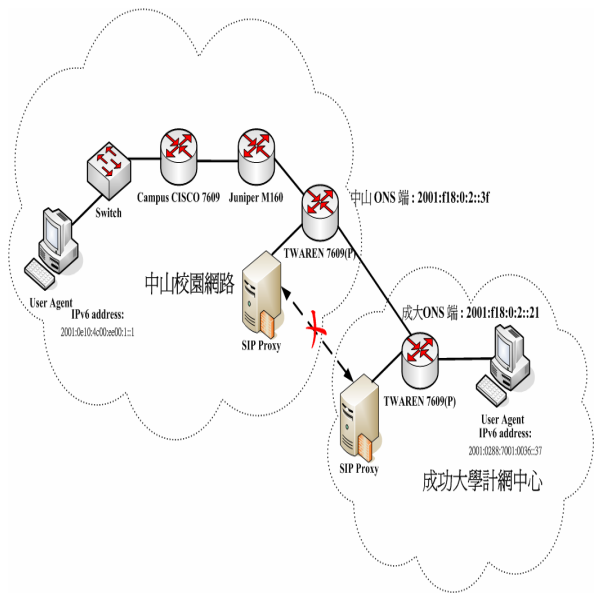 Campus CISCO 7609
Juniper M160
Switch
中山 ONS 端 : 2001:f18:0:2::3f
TWAREN 7609(P)
中山校園網路
User Agent
IPv6 address:
2001:0e10:4c00:ee00:1::1
SIP Proxy
成大ONS 端 : 2001:f18:0:2::21
TWAREN 7609(P)
User Agent
IPv6 address:
2001:0288:7001:0036::37
SIP Proxy
成功大學計網中心